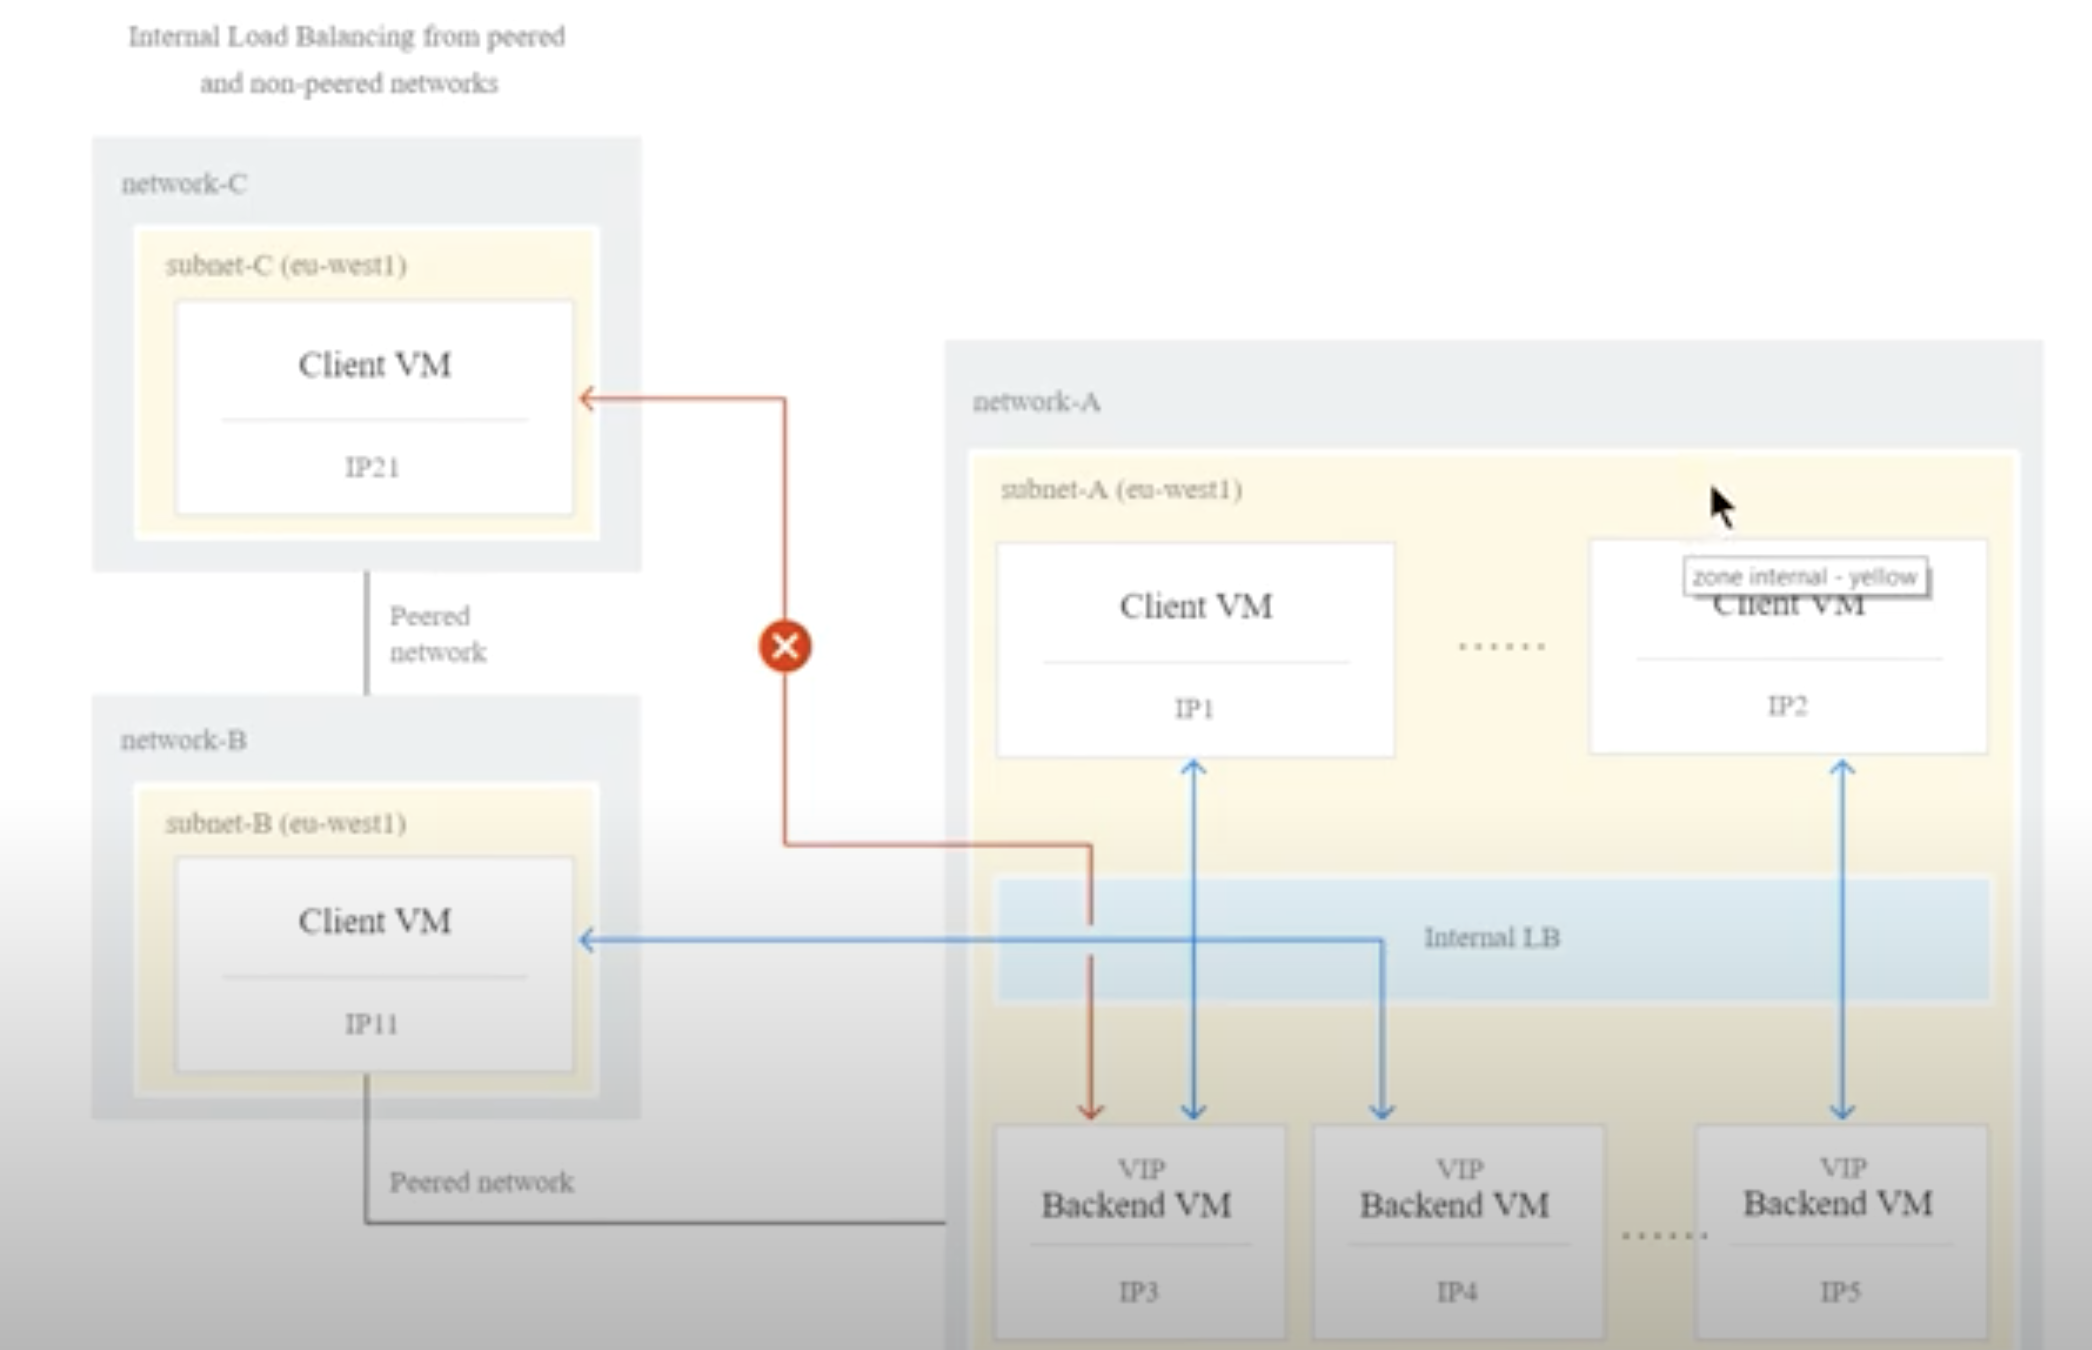 Internal Load Balancing from peered
and non-peered networks
network-C
subnet-C (eu-west1)
Client VM
IP21
Peered
network
network-B
subnet-B (eu-west1)
Client VM
IP11
Peered network
network-A
subnet-A (eu-west1)
Client VM
IP1
zone internal - yellow
Client VM
IP2
Internal LB
VIP
Backend VM
IP3
VIP
Backend VM
IP4
VIP
Backend VM
IP5